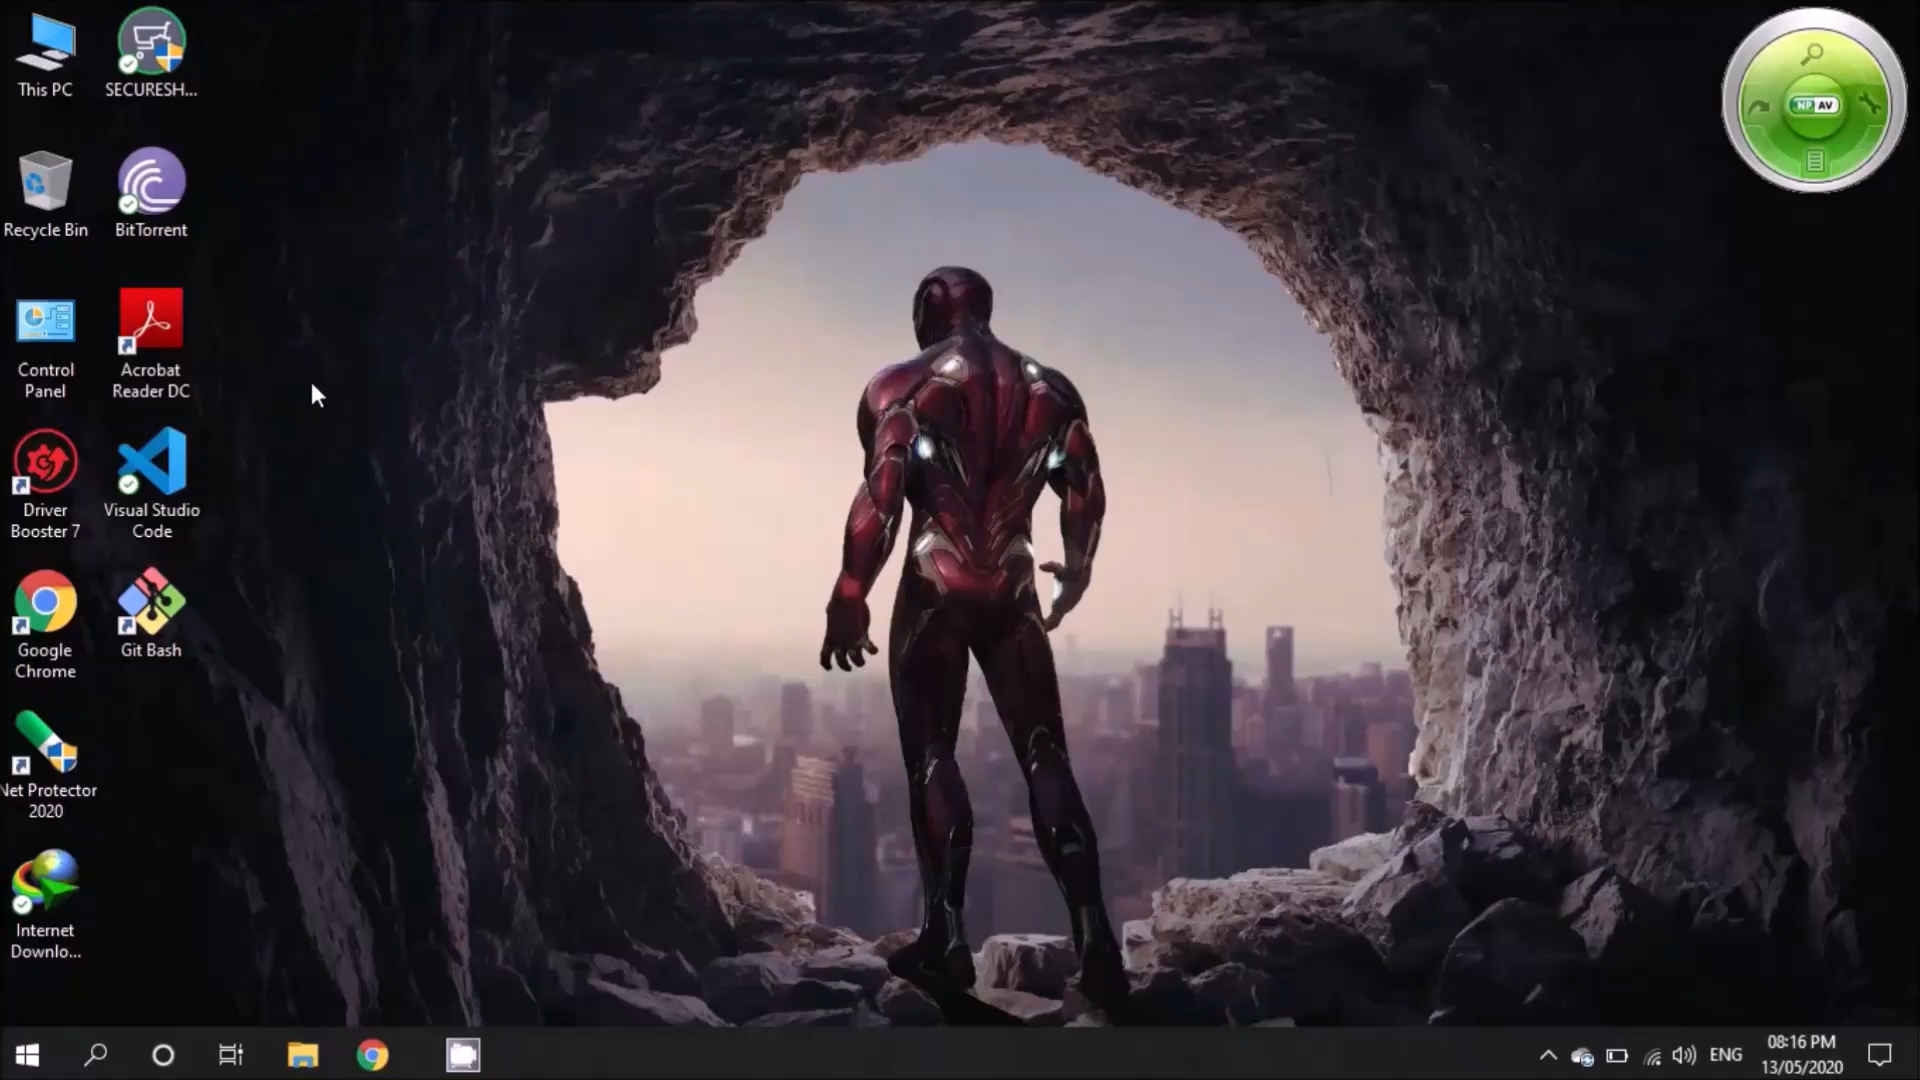 This PC
SECURESH...
Recycle Bin
BitTorrent
Control
Panel
Acrobat
Reader DC
Driver
Booster 7
Visual Studio
Code
Google
Chrome
Git Bash
Net Protector
2020
Internet
Downlo...
NP AV
ENG
08:16 PM
13/05/2020